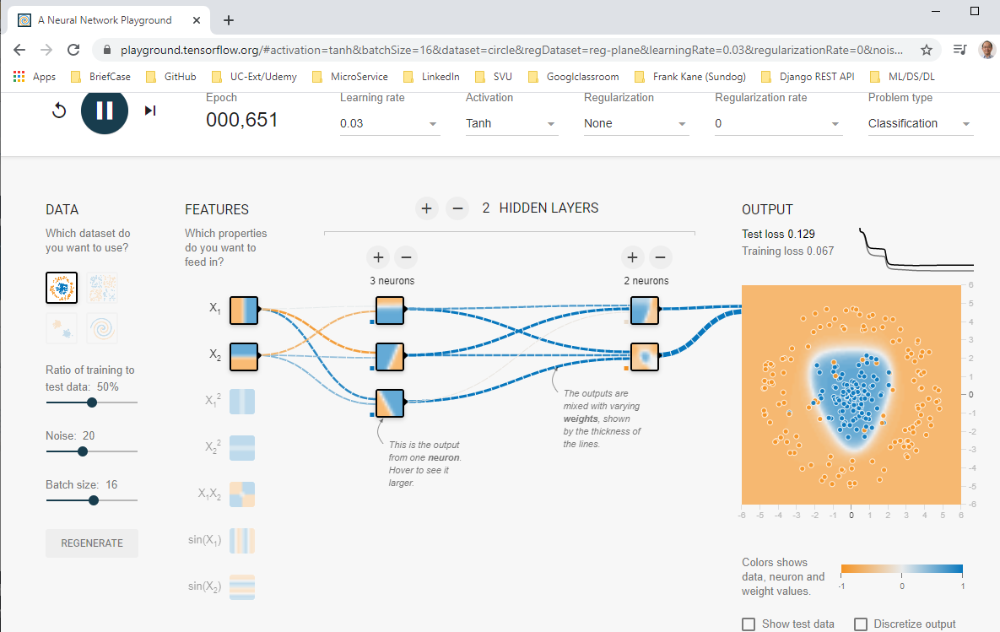 A Neural Network Playground
playground.tensorflow.org/#activation=tanh&batchSize=16&dataset=circle&regDataset=reg-plane&learningRate=0.03&regularizationRate=0&nois...
Apps BriefCase GitHub UC-Ext/Udemy MicroService LinkedIn SVU Googlclassroom Frank Kane (Sundog) Django REST API ML/DS/DL
Epoch Learning rate Activation Regularization Regularization rate Problem type
000,651 0.03 Tanh None 0 Classification
DATA
Which dataset do
you want to use?
Ratio of training to
test data: 50%
Noise: 20
Batch size: 16
REGENERATE
FEATURES
Which properties
do you want to
feed in?
X1
X2
X1²
X2²
X1X2
sin(X1)
sin(X2)
+ − 2 HIDDEN LAYERS
+ −
3 neurons
+ −
2 neurons
This is the output
from one neuron.
Hover to see it
larger.
The outputs are
mixed with varying
weights, shown
by the thickness of
the lines.
OUTPUT
Test loss 0.129
Training loss 0.067
6
5
4
3
2
1
0
-1
-2
-3
-4
-5
-6
-6 -5 -4 -3 -2 -1 0 1 2 3 4 5 6
Colors shows
data, neuron and
weight values.
-1 0 1
Show test data Discretize output